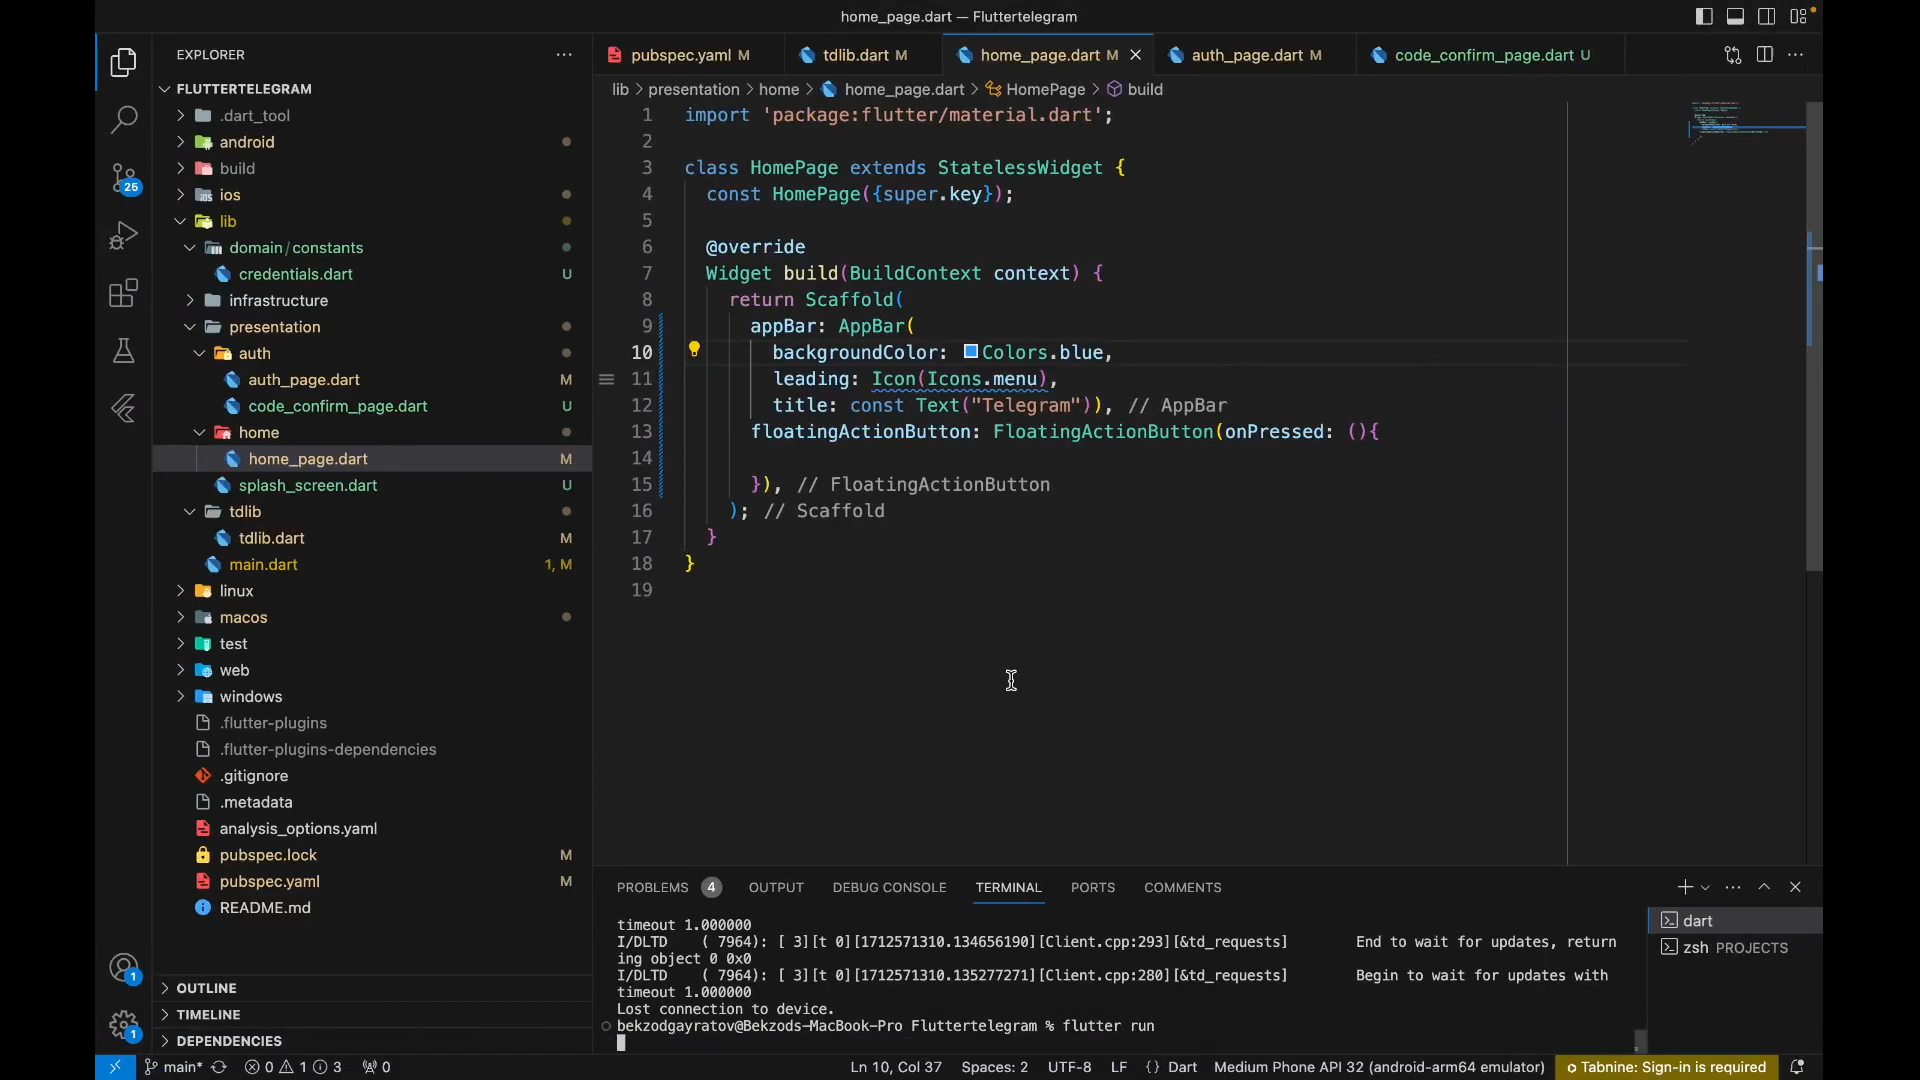 home_page.dart — Fluttertelegram
EXPLORER
FLUTTERTELEGRAM
.dart_tool
android
build
ios
lib
domain/constants
credentials.dart U
infrastructure
presentation
auth
auth_page.dart M
code_confirm_page.dart U
home
home_page.dart M
splash_screen.dart U
tdlib
tdlib.dart M
main.dart 1, M
linux
macos
test
web
windows
.flutter-plugins
.flutter-plugins-dependencies
.gitignore
.metadata
analysis_options.yaml
pubspec.lock M
pubspec.yaml M
README.md
OUTLINE
TIMELINE
DEPENDENCIES
25
1
1
pubspec.yaml M tdlib.dart M home_page.dart M auth_page.dart M code_confirm_page.dart U
lib > presentation > home > home_page.dart > HomePage > build
1 import 'package:flutter/material.dart';
2
3 class HomePage extends StatelessWidget {
4 const HomePage({super.key});
5
6 @override
7 Widget build(BuildContext context) {
8 return Scaffold(
9 appBar: AppBar(
10 backgroundColor: Colors.blue,
11 leading: Icon(Icons.menu),
12 title: const Text("Telegram")), // AppBar
13 floatingActionButton: FloatingActionButton(onPressed: (){
14
15 }), // FloatingActionButton
16 ); // Scaffold
17 }
18 }
19
PROBLEMS 4 OUTPUT DEBUG CONSOLE TERMINAL PORTS COMMENTS
timeout 1.000000
I/DLTD ( 7964): [ 3][t 0][1712571310.134656190][Client.cpp:293][&td_requests] End to wait for updates, return
ing object 0 0x0
I/DLTD ( 7964): [ 3][t 0][1712571310.135277271][Client.cpp:280][&td_requests] Begin to wait for updates with
timeout 1.000000
Lost connection to device.
bekzodgayratov@Bekzods-MacBook-Pro Fluttertelegram % flutter run
dart
zsh PROJECTS
main* 0 1 3 0 Ln 10, Col 37 Spaces: 2 UTF-8 LF {} Dart Medium Phone API 32 (android-arm64 emulator) Tabnine: Sign-in is required